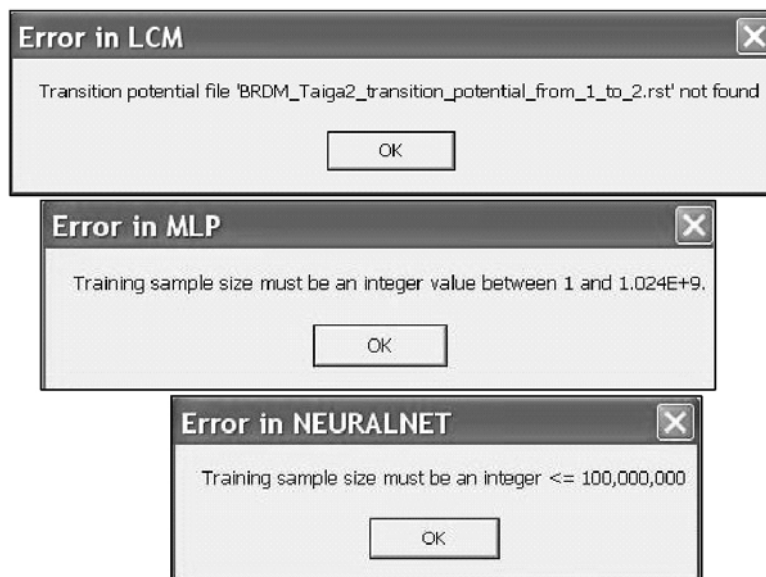 Error in LCM
Transition potential file 'BRDM_Taiga2_transition_potential_from_1_to_2.rst' not found
OK
Error in MLP
Training sample size must be an integer value between 1 and 1.024E+9.
OK
Error in NEURALNET
Training sample size must be an integer <= 100,000,000
OK